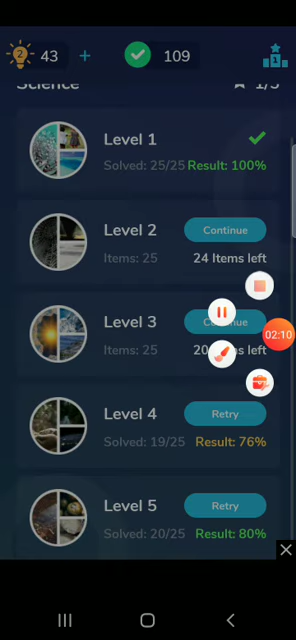 2 43 + 109 1
Science 1/5
Level 1
Solved: 25/25 Result: 100%
Level 2 Continue
Items: 25 24 Items left
Level 3
Items: 25 left
02:10
Level 4 Retry
Solved: 19/25 Result: 76%
Level 5 Retry
Solved: 20/25 Result: 80%